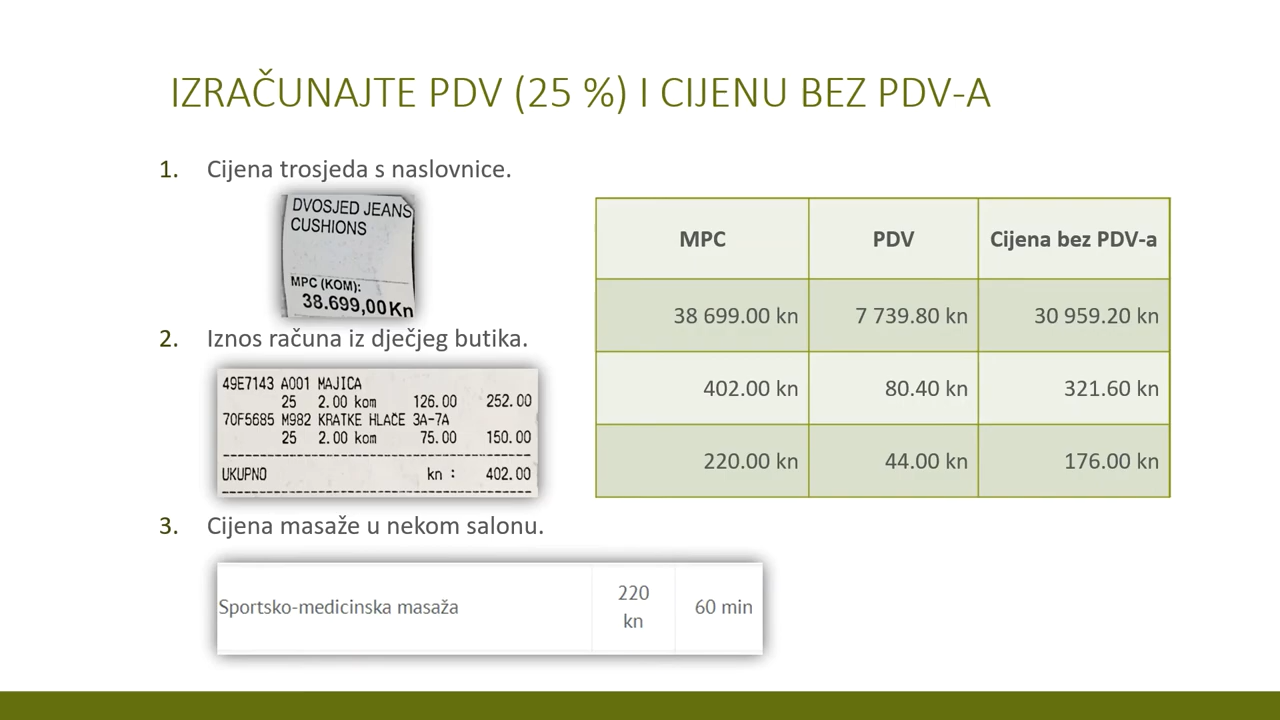 IZRAČUNAJTE PDV (25 %) I CIJENU BEZ PDV-A
1. Cijena trosjeda s naslovnice.
DVOSJED JEANS
CUSHIONS
MPC (KOM):
38.699,00Kn
2. Iznos računa iz dječjeg butika.
49E7143 A001 MAJICA
25 2.00 kom 126.00 252.00
70F5685 M982 KRATKE HLAČE 3A-7A
25 2.00 kom 75.00 150.00
UKUPNO kn : 402.00
3. Cijena masaže u nekom salonu.
Sportsko-medicinska masaža 220 kn 60 min
MPC PDV Cijena bez PDV-a
38 699.00 kn 7 739.80 kn 30 959.20 kn
402.00 kn 80.40 kn 321.60 kn
220.00 kn 44.00 kn 176.00 kn